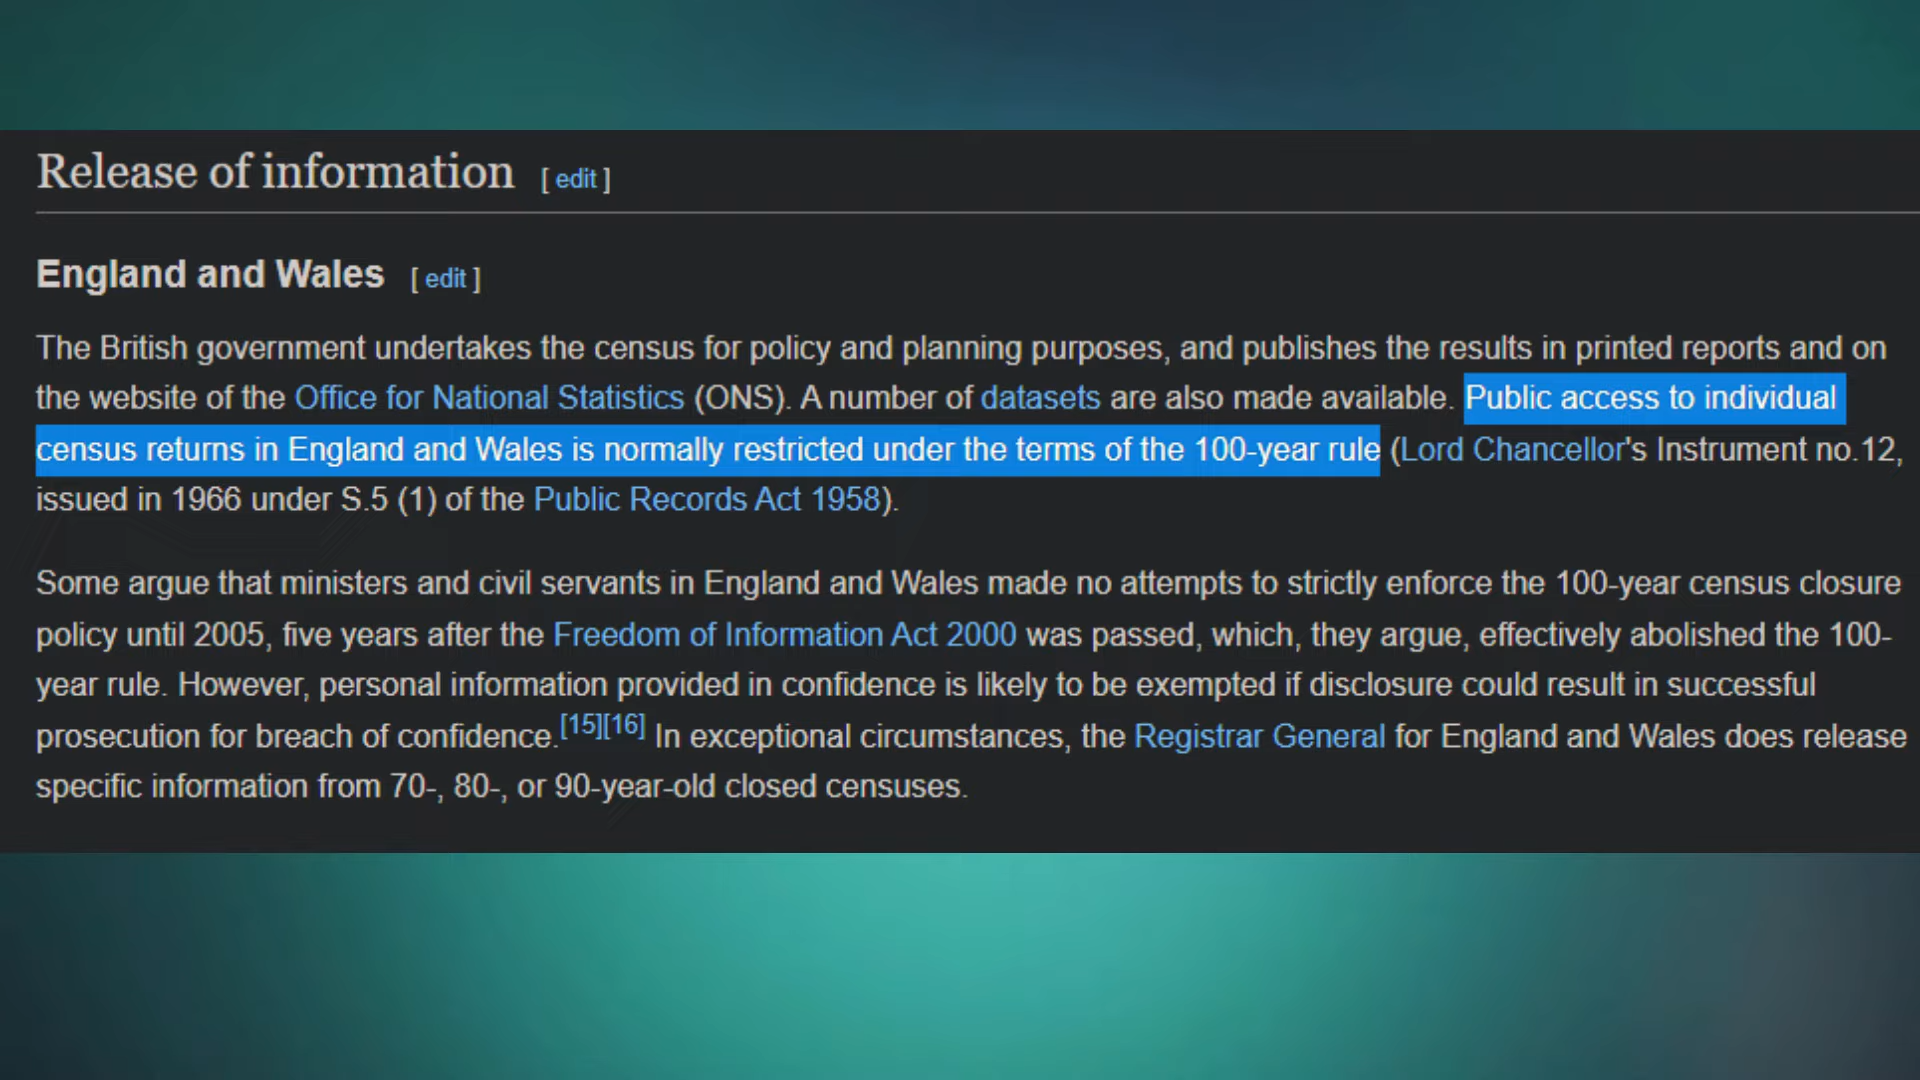 Release of information [ edit ]
England and Wales [ edit ]
The British government undertakes the census for policy and planning purposes, and publishes the results in printed reports and on
the website of the Office for National Statistics (ONS). A number of datasets are also made available. Public access to individual
census returns in England and Wales is normally restricted under the terms of the 100-year rule (Lord Chancellor's Instrument no.12,
issued in 1966 under S.5 (1) of the Public Records Act 1958).
Some argue that ministers and civil servants in England and Wales made no attempts to strictly enforce the 100-year census closure
policy until 2005, five years after the Freedom of Information Act 2000 was passed, which, they argue, effectively abolished the 100-
year rule. However, personal information provided in confidence is likely to be exempted if disclosure could result in successful
prosecution for breach of confidence.[15][16] In exceptional circumstances, the Registrar General for England and Wales does release
specific information from 70-, 80-, or 90-year-old closed censuses.